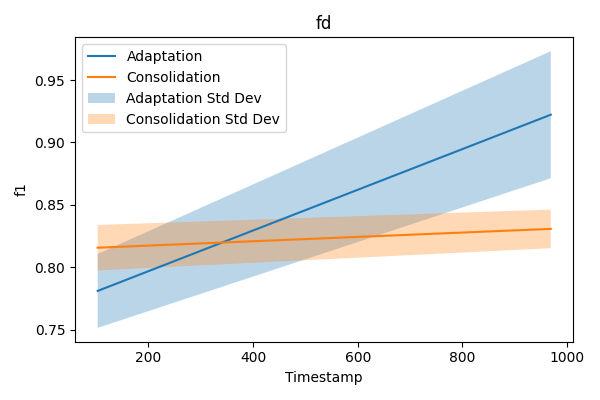 fd
Adaptation
Consolidation
Adaptation Std Dev
Consolidation Std Dev
f1
0.95
0.90
0.85
0.80
0.75
200
400
600
800
1000
Timestamp